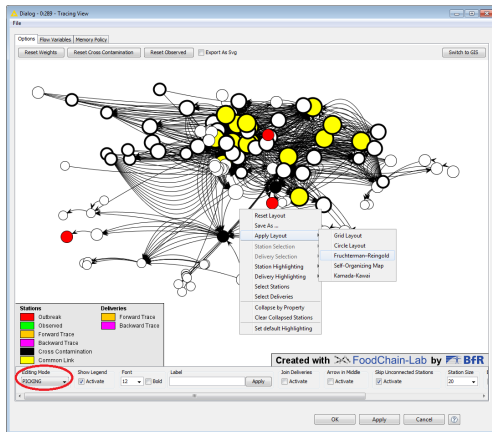 Dialog - 0:289 - Tracing View
File
Options Flow Variables Memory Policy
Reset Weights Reset Cross Contamination Reset Observed Export As Svg Switch to GIS
Reset Layout
Save As ...
Apply Layout
Station Selection
Delivery Selection
Station Highlighting
Delivery Highlighting
Select Stations
Select Deliveries
Collapse by Property
Clear Collapsed Stations
Set default Highlighting
Grid Layout
Circle Layout
Fruchterman-Reingold
Self-Organizing Map
Kamada-Kawai
Stations Deliveries
Outbreak Forward Trace
Observed Backward Trace
Forward Trace
Backward Trace
Cross Contamination
Common Link
Created with FoodChain-Lab by BfR
Editing Mode Show Legend Font Label Join Deliveries Arrow in Middle Skip Unconnected Stations Station Size
PICKING Activate 12 Bold Apply Activate Activate Activate 20
OK Apply Cancel